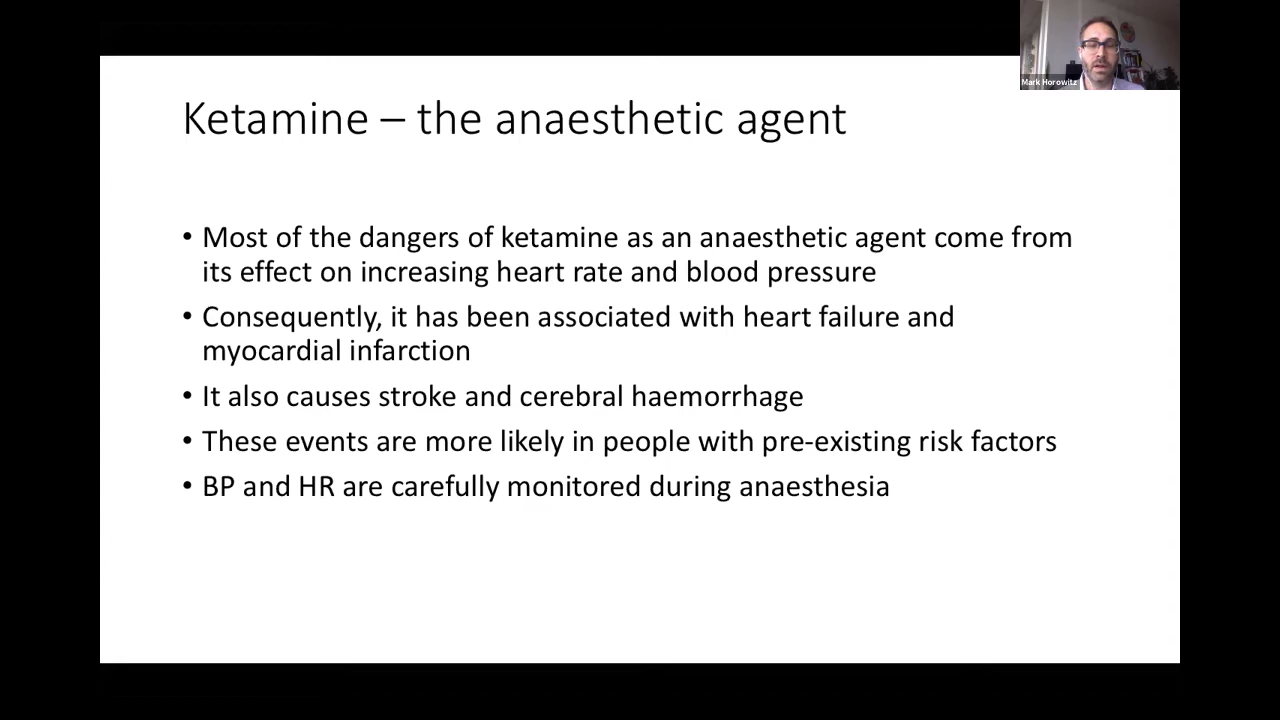 Mark Horowitz
Ketamine – the anaesthetic agent
• Most of the dangers of ketamine as an anaesthetic agent come from
its effect on increasing heart rate and blood pressure
• Consequently, it has been associated with heart failure and
myocardial infarction
• It also causes stroke and cerebral haemorrhage
• These events are more likely in people with pre-existing risk factors
• BP and HR are carefully monitored during anaesthesia